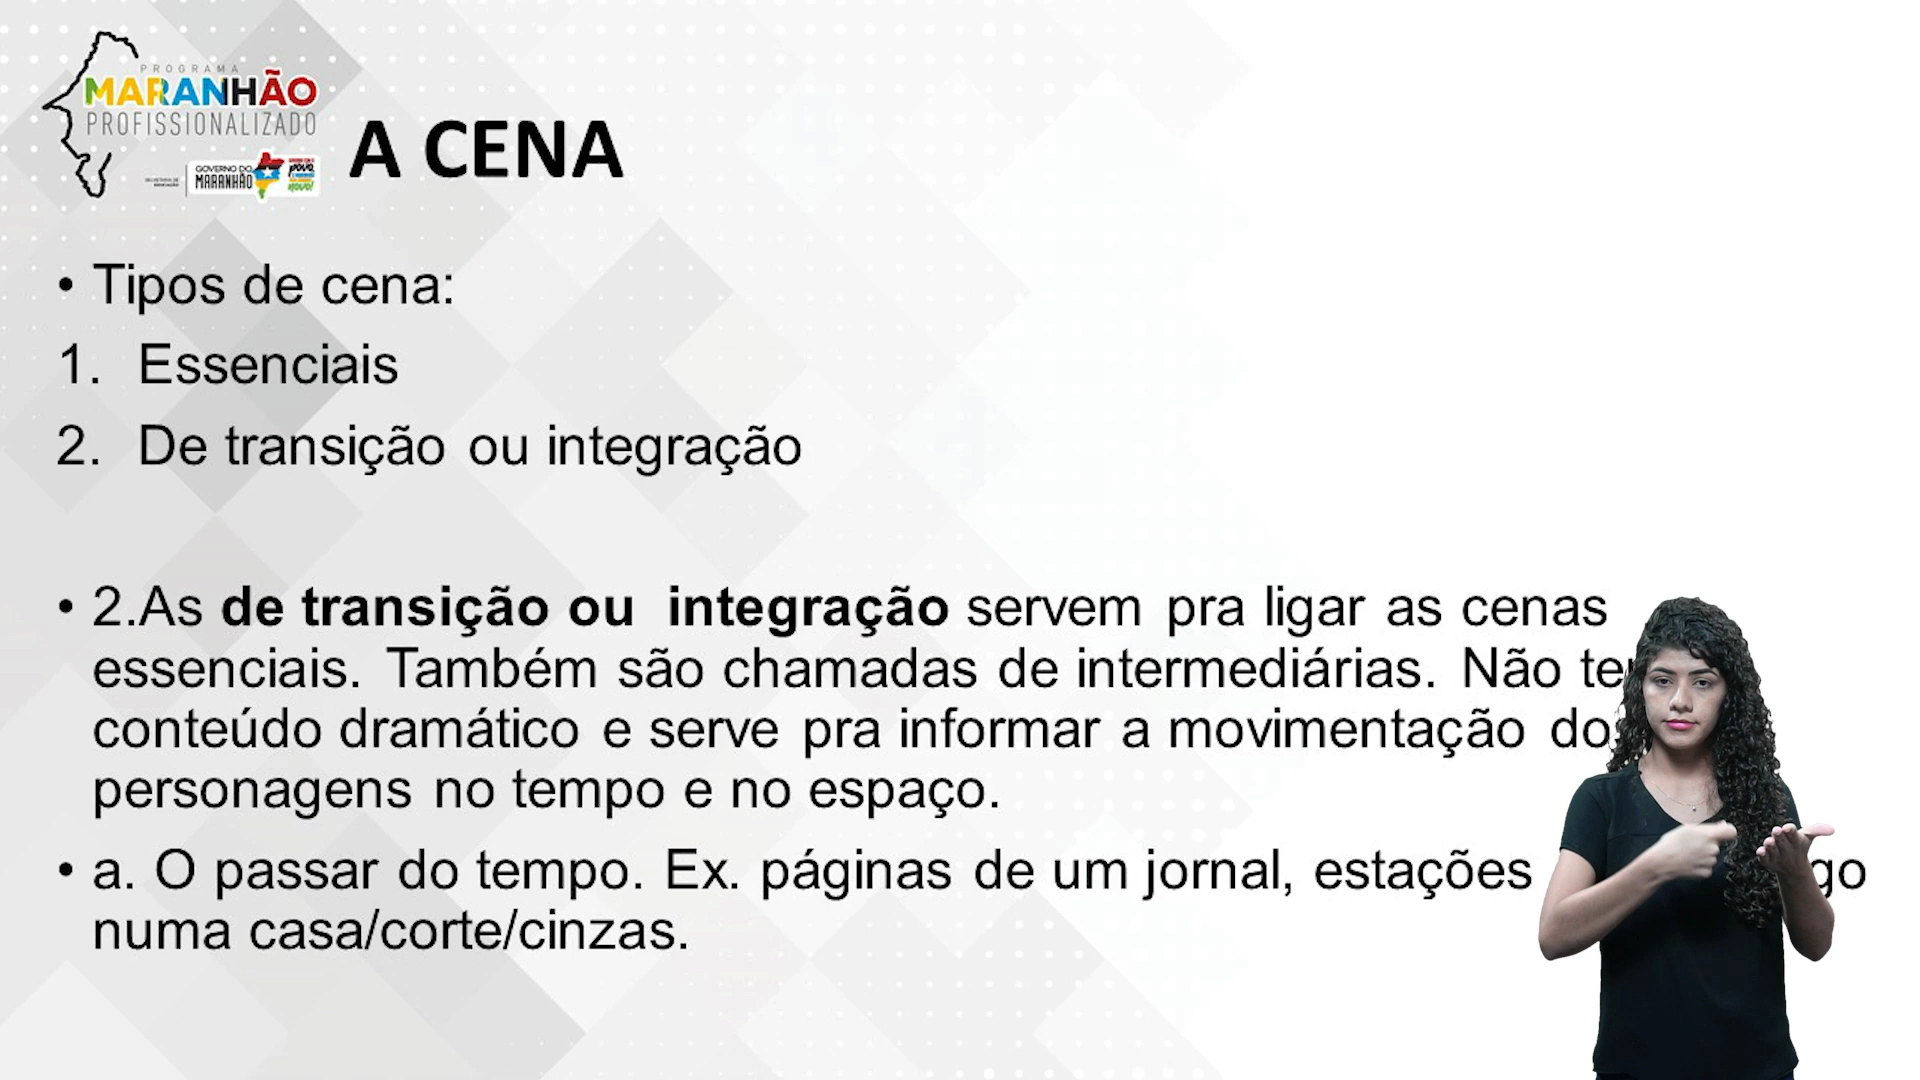 PROGRAMA
MARANHÃO
PROFISSIONALIZADO
SECRETARIA DE
EDUCAÇÃO
GOVERNO DO
MARANHÃO
A CENA
• Tipos de cena:
1. Essenciais
2. De transição ou integração
• 2.As de transição ou integração servem pra ligar as cenas
essenciais. Também são chamadas de intermediárias. Não
conteúdo dramático e serve pra informar a movimentação
personagens no tempo e no espaço.
• a. O passar do tempo. Ex. páginas de um jornal, estações
numa casa/corte/cinzas.